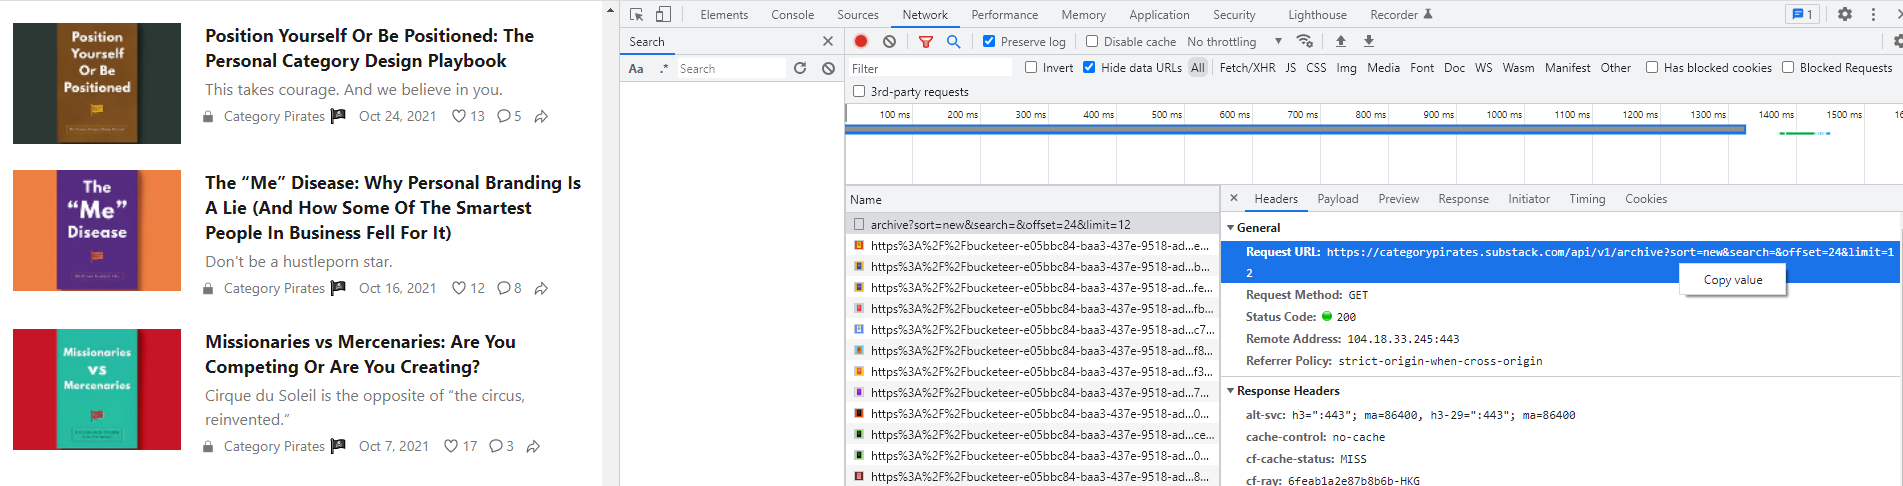 Position Yourself Or Be Positioned
Position Yourself Or Be Positioned: The
Personal Category Design Playbook
This takes courage. And we believe in you.
Category Pirates Oct 24, 2021 13 5
The "Me" Disease
The “Me” Disease: Why Personal Branding Is
A Lie (And How Some Of The Smartest
People In Business Fell For It)
Don't be a hustleporn star.
Category Pirates Oct 16, 2021 12 8
Missionaries vs Mercenaries
Missionaries vs Mercenaries: Are You
Competing Or Are You Creating?
Cirque du Soleil is the opposite of “the circus,
reinvented.”
Category Pirates Oct 7, 2021 17 3
Elements Console Sources Network Performance Memory Application Security Lighthouse Recorder 1
Search
Aa .* Search
Preserve log Disable cache No throttling
Filter Invert Hide data URLs All Fetch/XHR JS CSS Img Media Font Doc WS Wasm Manifest Other Has blocked cookies Blocked Requests
3rd-party requests
100 ms 200 ms 300 ms 400 ms 500 ms 600 ms 700 ms 800 ms 900 ms 1000 ms 1100 ms 1200 ms 1300 ms 1400 ms 1500 ms 16
Name
archive?sort=new&search=&offset=24&limit=12
https%3A%2F%2Fbucketeer-e05bbc84-baa3-437e-9518-ad...e...
https%3A%2F%2Fbucketeer-e05bbc84-baa3-437e-9518-ad...b...
https%3A%2F%2Fbucketeer-e05bbc84-baa3-437e-9518-ad...fe...
https%3A%2F%2Fbucketeer-e05bbc84-baa3-437e-9518-ad...fb...
https%3A%2F%2Fbucketeer-e05bbc84-baa3-437e-9518-ad...c7...
https%3A%2F%2Fbucketeer-e05bbc84-baa3-437e-9518-ad...f8...
https%3A%2F%2Fbucketeer-e05bbc84-baa3-437e-9518-ad...f3...
https%3A%2F%2Fbucketeer-e05bbc84-baa3-437e-9518-ad...7...
https%3A%2F%2Fbucketeer-e05bbc84-baa3-437e-9518-ad...0...
https%3A%2F%2Fbucketeer-e05bbc84-baa3-437e-9518-ad...ce...
https%3A%2F%2Fbucketeer-e05bbc84-baa3-437e-9518-ad...0...
https%3A%2F%2Fbucketeer-e05bbc84-baa3-437e-9518-ad...8...
Headers Payload Preview Response Initiator Timing Cookies
General
Request URL: https://categorypirates.substack.com/api/v1/archive?sort=new&search=&offset=24&limit=1
2
Copy value
Request Method: GET
Status Code: 200
Remote Address: 104.18.33.245:443
Referrer Policy: strict-origin-when-cross-origin
Response Headers
alt-svc: h3=":443"; ma=86400, h3-29=":443"; ma=86400
cache-control: no-cache
cf-cache-status: MISS
cf-ray: 6feab1a2e87b8b6b-HKG